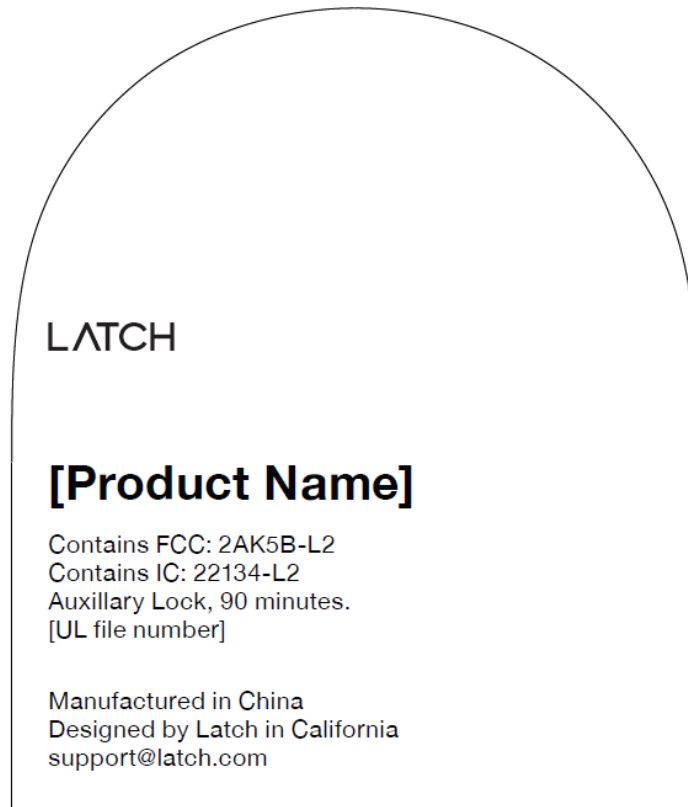 LATCH
[Product Name]
Contains FCC: 2AK5B-L2
Contains IC: 22134-L2
Auxillary Lock, 90 minutes.
[UL file number]
Manufactured in China
Designed by Latch in California
support@latch.com